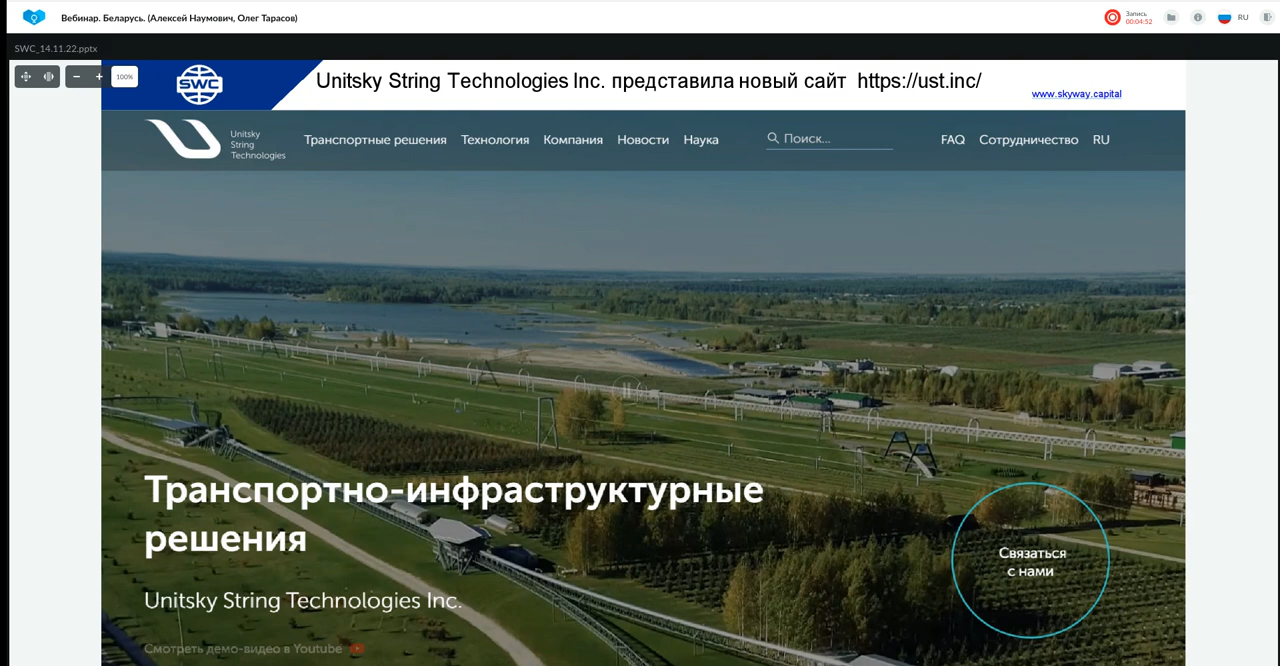 Вебинар. Беларусь. (Алексей Наумович, Олег Тарасов)
Запись
00:04:52
RU
SWC_14.11.22.pptx
100%
SWC
Unitsky String Technologies Inc. представила новый сайт https://ust.inc/
www.skyway.capital
Unitsky
String
Technologies
Транспортные решения Технология Компания Новости Наука Поиск... FAQ Сотрудничество RU
Транспортно-инфраструктурные
решения
Связаться
с нами
Unitsky String Technologies Inc.
Смотреть демо-видео в Youtube